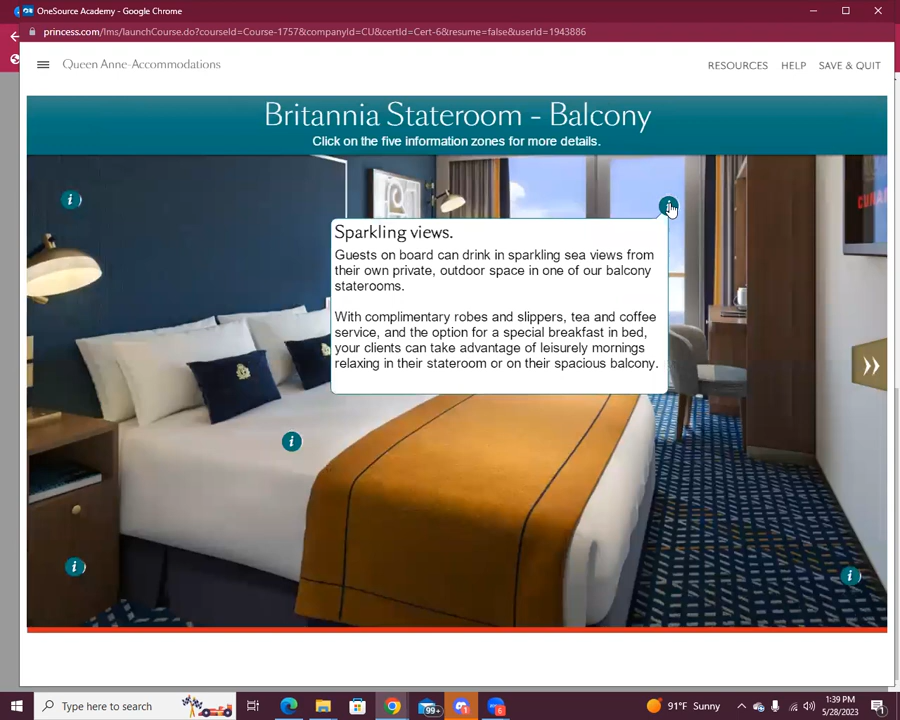 OneSource Academy - Google Chrome
princess.com/lms/launchCourse.do?courseId=Course-1757&companyId=CU&certId=Cert-6&resume=false&userId=1943886
Queen Anne-Accommodations
RESOURCES HELP SAVE & QUIT
Britannia Stateroom - Balcony
Click on the five information zones for more details.
i
i
CUNA
Sparkling views.
Guests on board can drink in sparkling sea views from
their own private, outdoor space in one of our balcony
staterooms.
With complimentary robes and slippers, tea and coffee
service, and the option for a special breakfast in bed,
your clients can take advantage of leisurely mornings
relaxing in their stateroom or on their spacious balcony.
i
i
i
Type here to search
99+
1
6
91°F Sunny
1:39 PM
5/28/2023
1